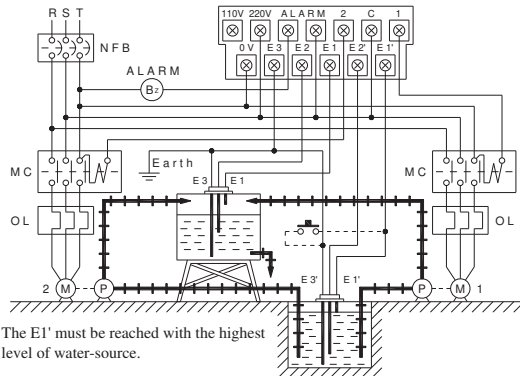 R S T
NFB
110V 220V ALARM 2 C 1
0V E3 E2 E1 E2' E1'
ALARM
Bz
MC
Earth
E3 E1
MC
OL
OL
2 M P
P M 1
E3' E1'
The E1' must be reached with the highest
level of water-source.